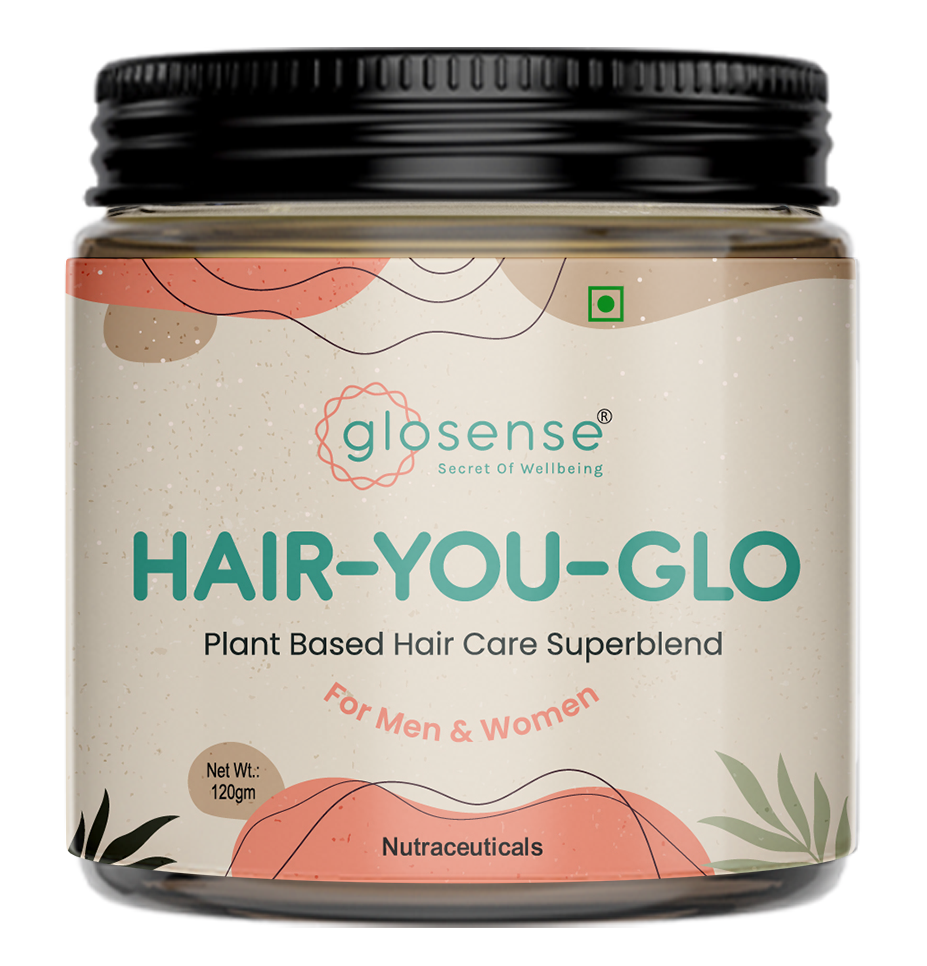 glosense®
Secret Of Wellbeing
HAIR-YOU-GLO
Plant Based Hair Care Superblend
For Men & Women
Net Wt.:
120gm
Nutraceuticals